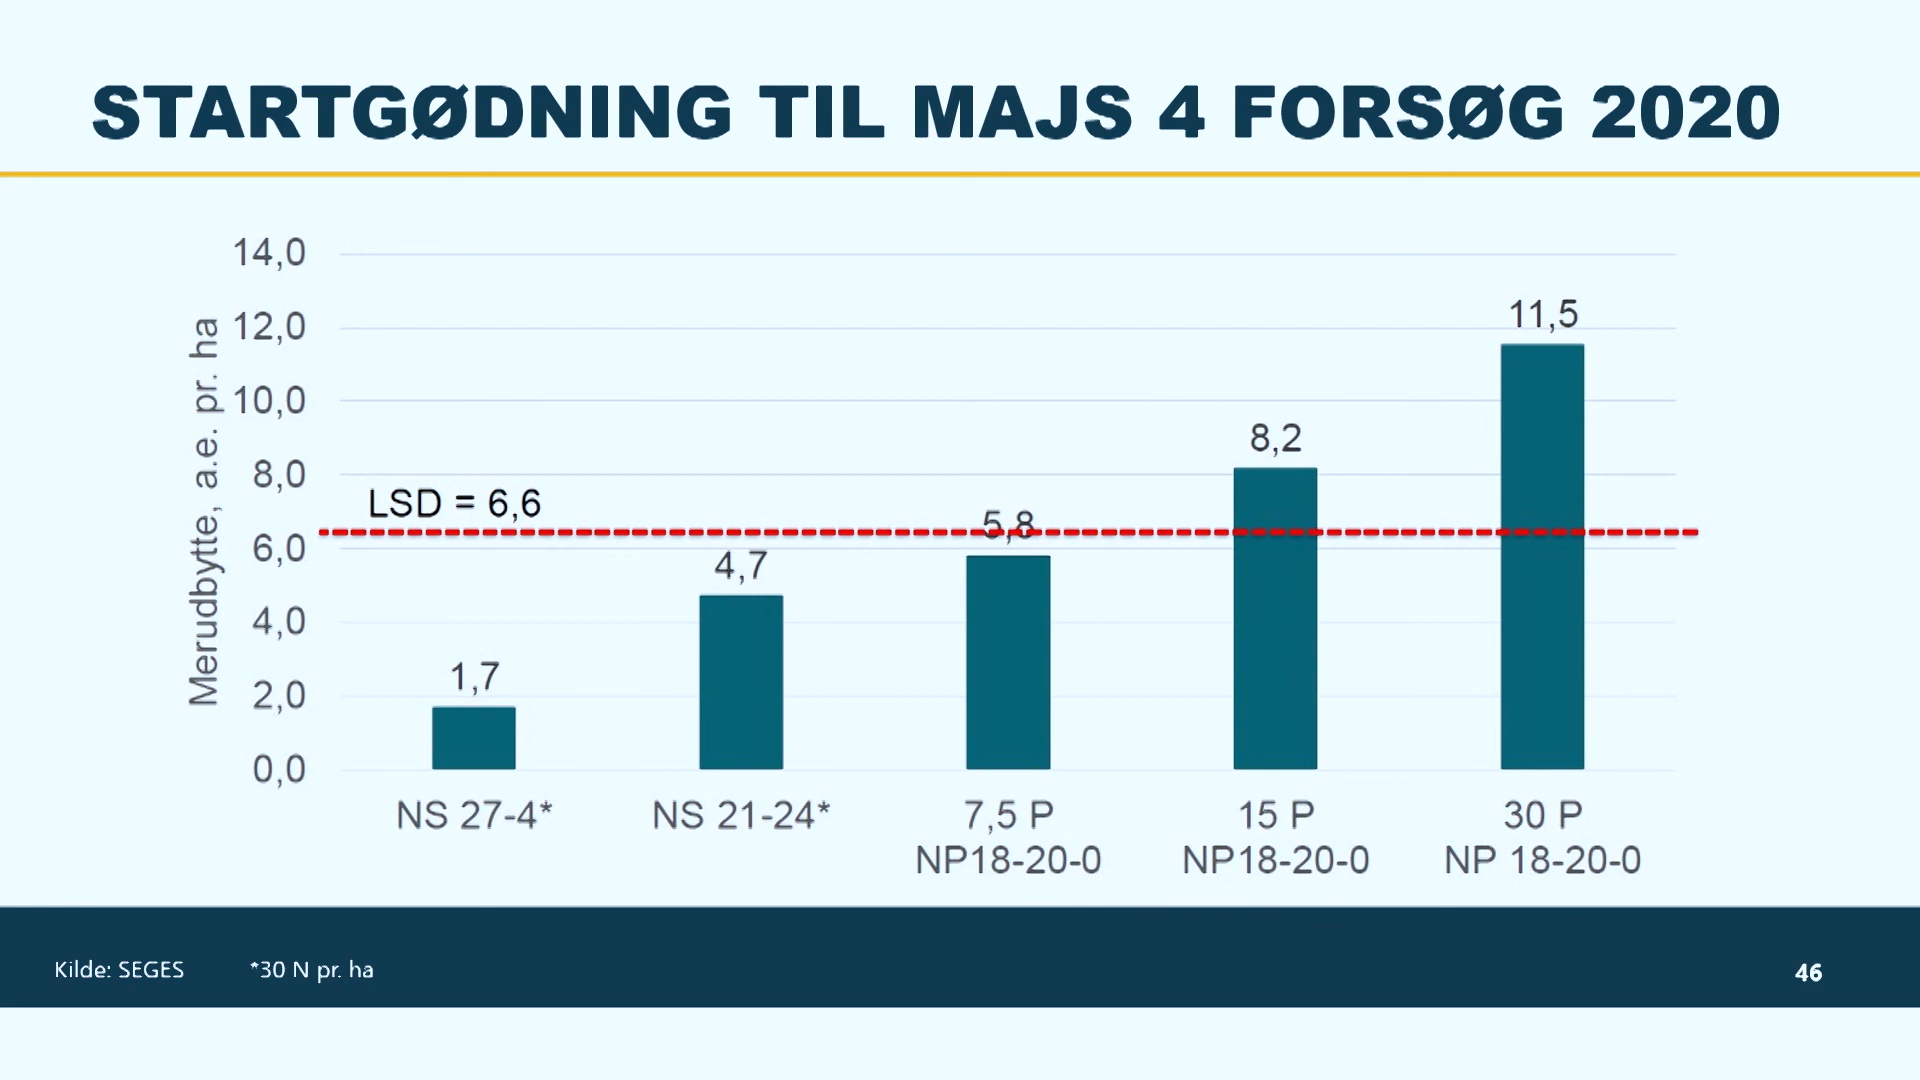 STARTGØDNING TIL MAJS 4 FORSØG 2020
Merudbytte, a.e. pr. ha
14,0
12,0
10,0
8,0
6,0
4,0
2,0
0,0
LSD = 6,6
1,7
4,7
5,8
8,2
11,5
NS 27-4*
NS 21-24*
7,5 P
NP18-20-0
15 P
NP18-20-0
30 P
NP 18-20-0
Kilde: SEGES
*30 N pr. ha
46